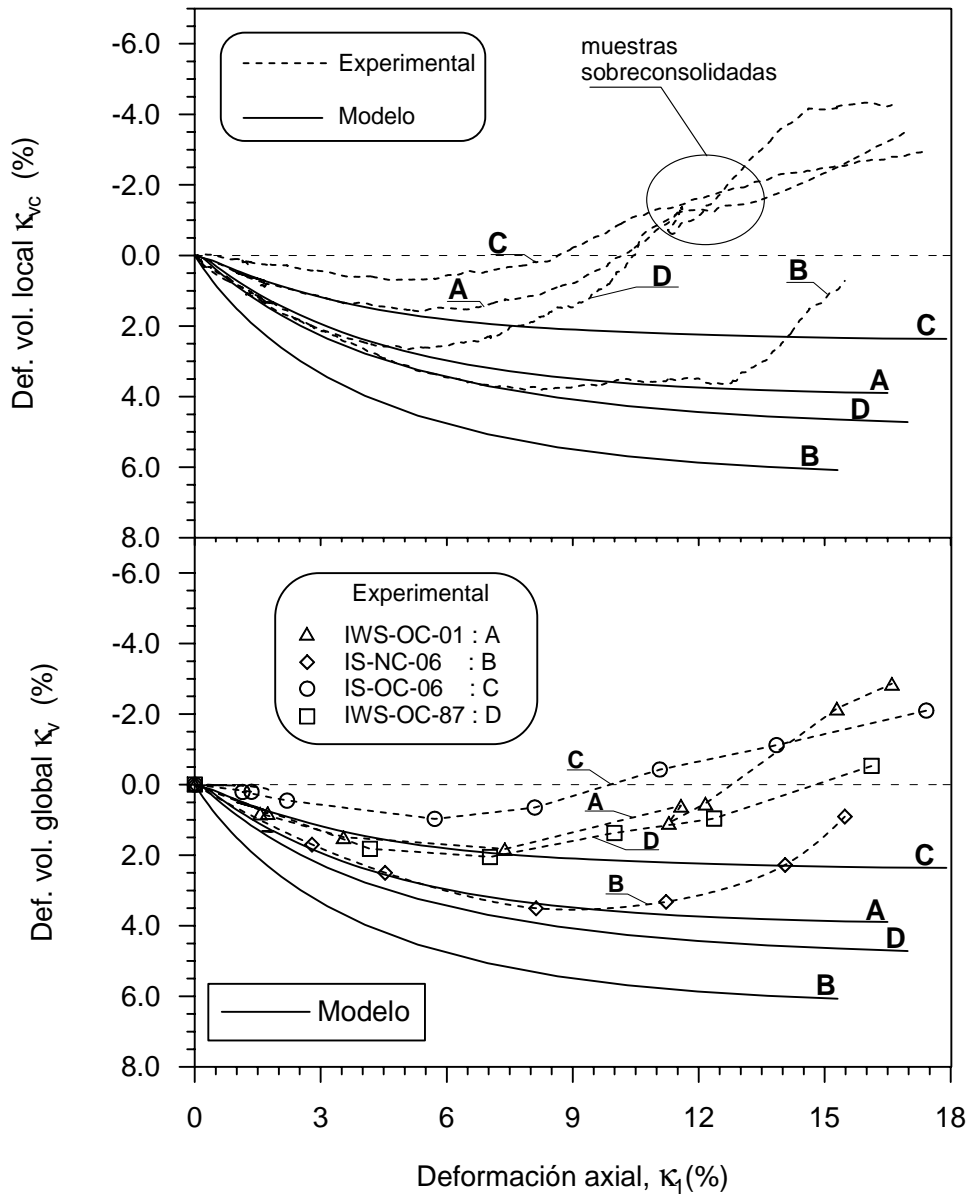 -6.0
-4.0
-2.0
0.0
2.0
4.0
6.0
8.0
Def. vol. local κvc (%)
Experimental
Modelo
muestras
sobreconsolidadas
C
A
D
B
C
A
D
B
-6.0
-4.0
-2.0
0.0
2.0
4.0
6.0
8.0
Def. vol. global κv (%)
Experimental
IWS-OC-01 : A
IS-NC-06 : B
IS-OC-06 : C
IWS-OC-87 : D
C
A
D
B
C
A
D
B
Modelo
0 3 6 9 12 15 18
Deformación axial, κ1(%)